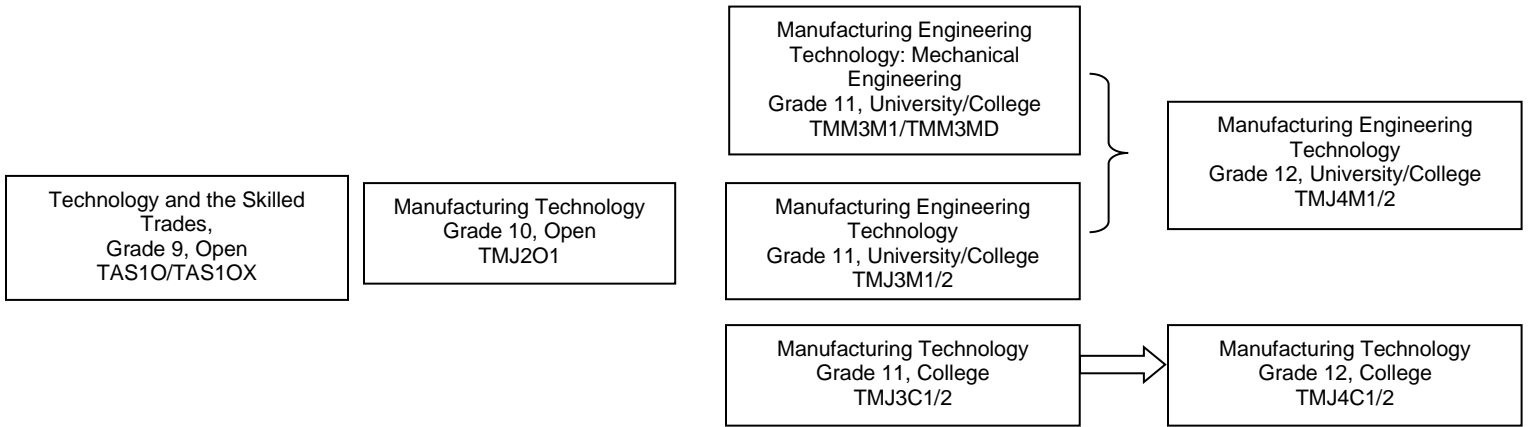 Technology and the Skilled
Trades,
Grade 9, Open
TAS1O/TAS1OX
Manufacturing Technology
Grade 10, Open
TMJ2O1
Manufacturing Engineering
Technology: Mechanical
Engineering
Grade 11, University/College
TMM3M1/TMM3MD
Manufacturing Engineering
Technology
Grade 11, University/College
TMJ3M1/2
Manufacturing Technology
Grade 11, College
TMJ3C1/2
Manufacturing Engineering
Technology
Grade 12, University/College
TMJ4M1/2
Manufacturing Technology
Grade 12, College
TMJ4C1/2